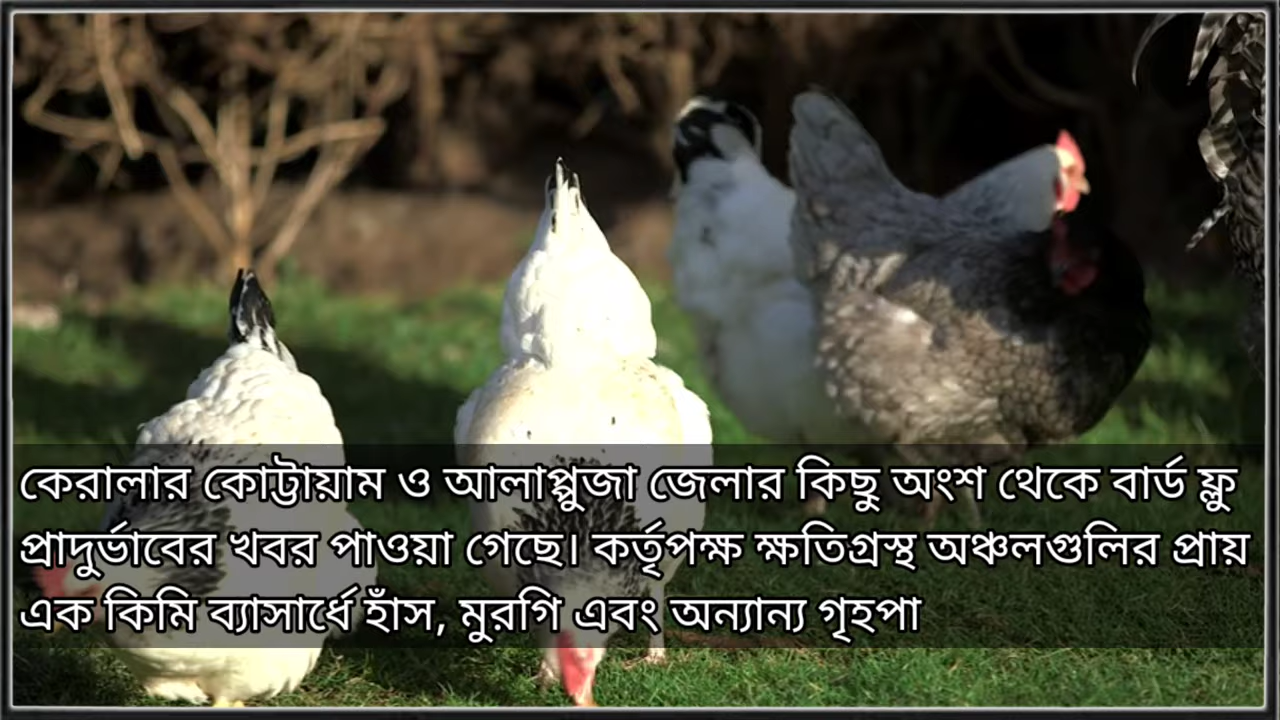 কেরালার কোট্টায়াম ও আলাপ্পুজা জেলার কিছু অংশ থেকে বার্ড ফ্লু
প্রাদুর্ভাবের খবর পাওয়া গেছে। কর্তৃপক্ষ ক্ষতিগ্রস্থ অঞ্চলগুলির প্রায়
এক কিমি ব্যাসার্ধে হাঁস, মুরগি এবং অন্যান্য গৃহপা